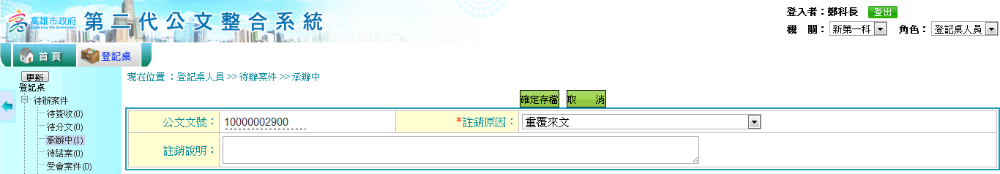 高雄市政府
Kaohsiung City Government
第二代公文整合系統
登入者：鄭科長 登出
機 關： 新第一科 角色： 登記桌人員
首頁 登記桌
更新
登記桌
待辦案件
待簽收(0)
待分文(0)
承辦中(1)
待結案(0)
受會案件(0)
現在位置 ：登記桌人員 >> 待辦案件 >> 承辦中
確定存檔 取 消
公文文號： 10000002900 *註銷原因： 重覆來文
註銷說明：